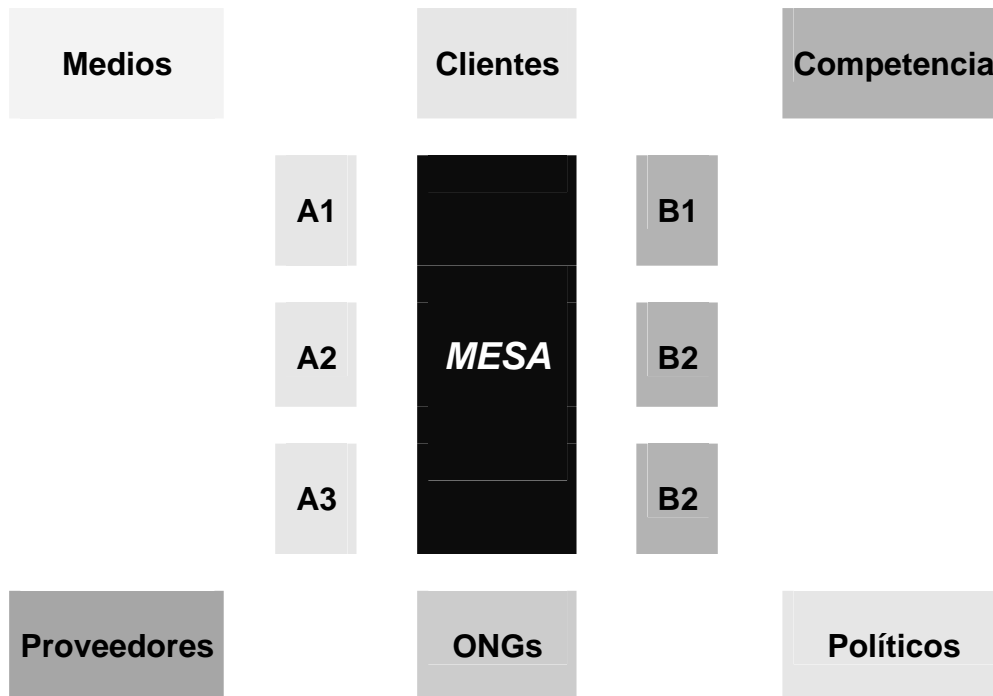 Medios
Clientes
Competencia
A1
B1
A2
MESA
B2
A3
B2
Proveedores
ONGs
Políticos